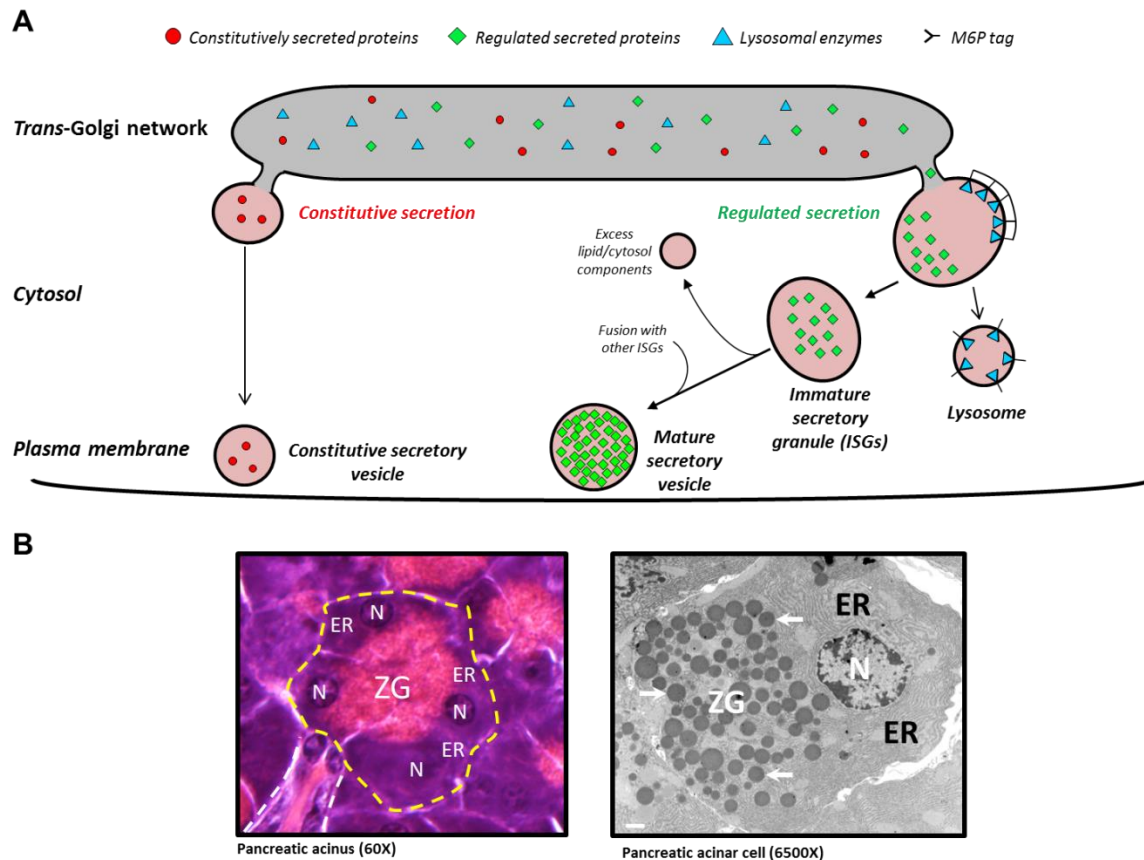 A
Constitutively secreted proteins
Regulated secreted proteins
Lysosomal enzymes
M6P tag
Trans-Golgi network
Constitutive secretion
Regulated secretion
Excess
lipid/cytosol
components
Cytosol
Fusion with
other ISGs
Immature
secretory
granule (ISGs)
Lysosome
Plasma membrane
Constitutive secretory
vesicle
Mature
secretory
vesicle
B
N
ER
ZG
N
ER
N
ER
N
Pancreatic acinus (60X)
ER
N
ZG
ER
Pancreatic acinar cell (6500X)